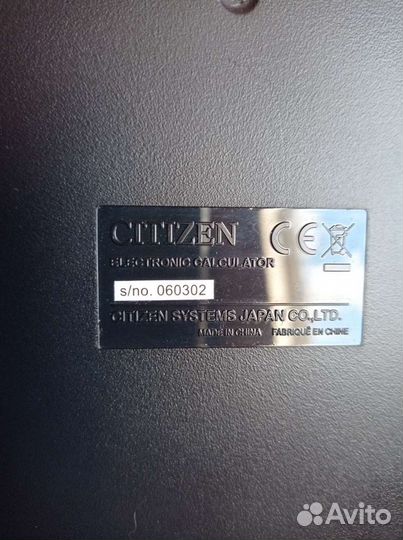 CITIZEN CE
ELECTRONIC CALCULATOR
s/no. 060302
CITIZEN SYSTEMS JAPAN CO.,LTD.
MADE IN CHINA FABRIQUÉ EN CHINE
Avito